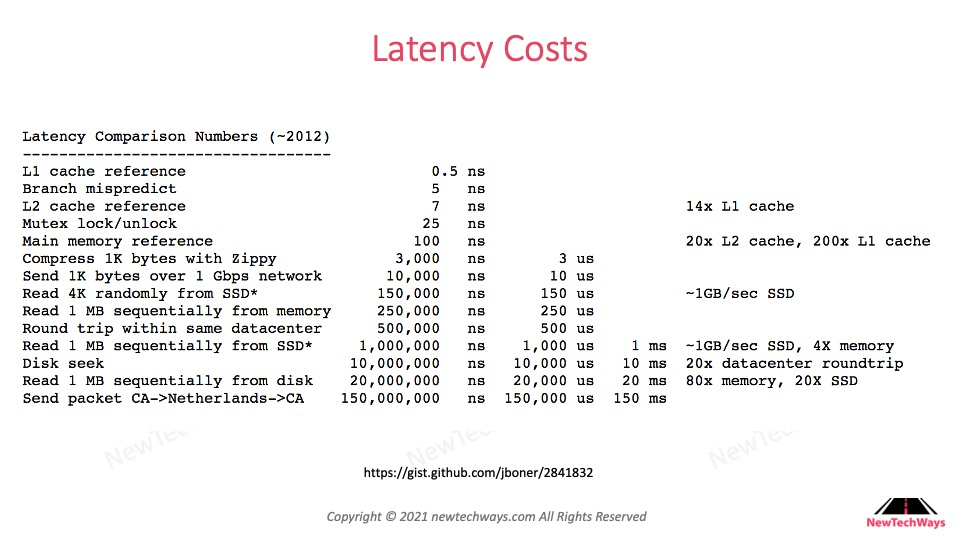 Latency Costs
Latency Comparison Numbers (~2012)
----------------------------------
L1 cache reference 0.5 ns
Branch mispredict 5 ns
L2 cache reference 7 ns 14x L1 cache
Mutex lock/unlock 25 ns
Main memory reference 100 ns 20x L2 cache, 200x L1 cache
Compress 1K bytes with Zippy 3,000 ns 3 us
Send 1K bytes over 1 Gbps network 10,000 ns 10 us
Read 4K randomly from SSD* 150,000 ns 150 us ~1GB/sec SSD
Read 1 MB sequentially from memory 250,000 ns 250 us
Round trip within same datacenter 500,000 ns 500 us
Read 1 MB sequentially from SSD* 1,000,000 ns 1,000 us 1 ms ~1GB/sec SSD, 4X memory
Disk seek 10,000,000 ns 10,000 us 10 ms 20x datacenter roundtrip
Read 1 MB sequentially from disk 20,000,000 ns 20,000 us 20 ms 80x memory, 20X SSD
Send packet CA->Netherlands->CA 150,000,000 ns 150,000 us 150 ms
https://gist.github.com/jboner/2841832
Copyright © 2021 newtechways.com All Rights Reserved
NewTechWays